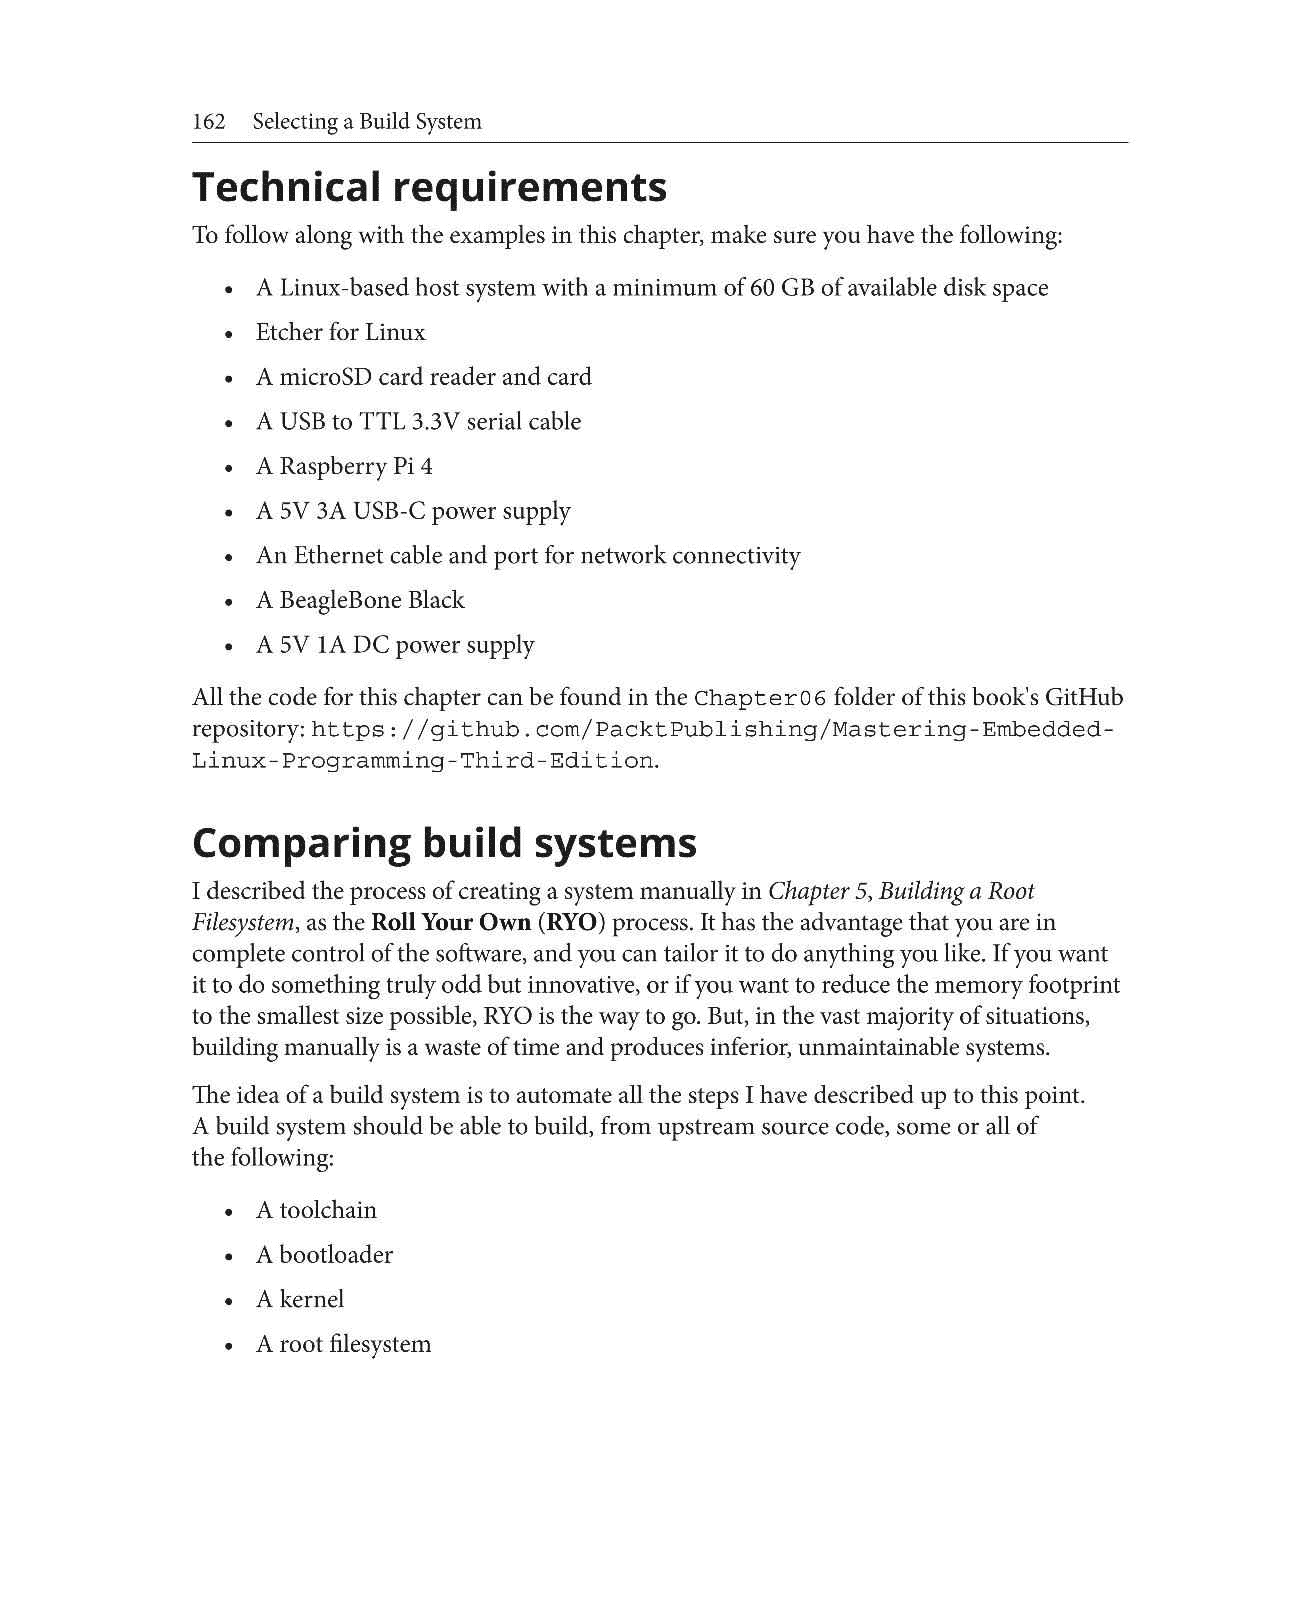 162 Selecting a Build System
Technical requirements
To follow along with the examples in this chapter, make sure you have the following:
• A Linux-based host system with a minimum of 60 GB of available disk space
• Etcher for Linux
• A microSD card reader and card
• A USB to TTL 3.3V serial cable
• A Raspberry Pi 4
• A 5V 3A USB-C power supply
• An Ethernet cable and port for network connectivity
• A BeagleBone Black
• A 5V 1A DC power supply
All the code for this chapter can be found in the Chapter06 folder of this book's GitHub
repository: https://github.com/PacktPublishing/Mastering-Embedded-
Linux-Programming-Third-Edition.
Comparing build systems
I described the process of creating a system manually in Chapter 5, Building a Root
Filesystem, as the Roll Your Own (RYO) process. It has the advantage that you are in
complete control of the software, and you can tailor it to do anything you like. If you want
it to do something truly odd but innovative, or if you want to reduce the memory footprint
to the smallest size possible, RYO is the way to go. But, in the vast majority of situations,
building manually is a waste of time and produces inferior, unmaintainable systems.
The idea of a build system is to automate all the steps I have described up to this point.
A build system should be able to build, from upstream source code, some or all of
the following:
• A toolchain
• A bootloader
• A kernel
• A root filesystem